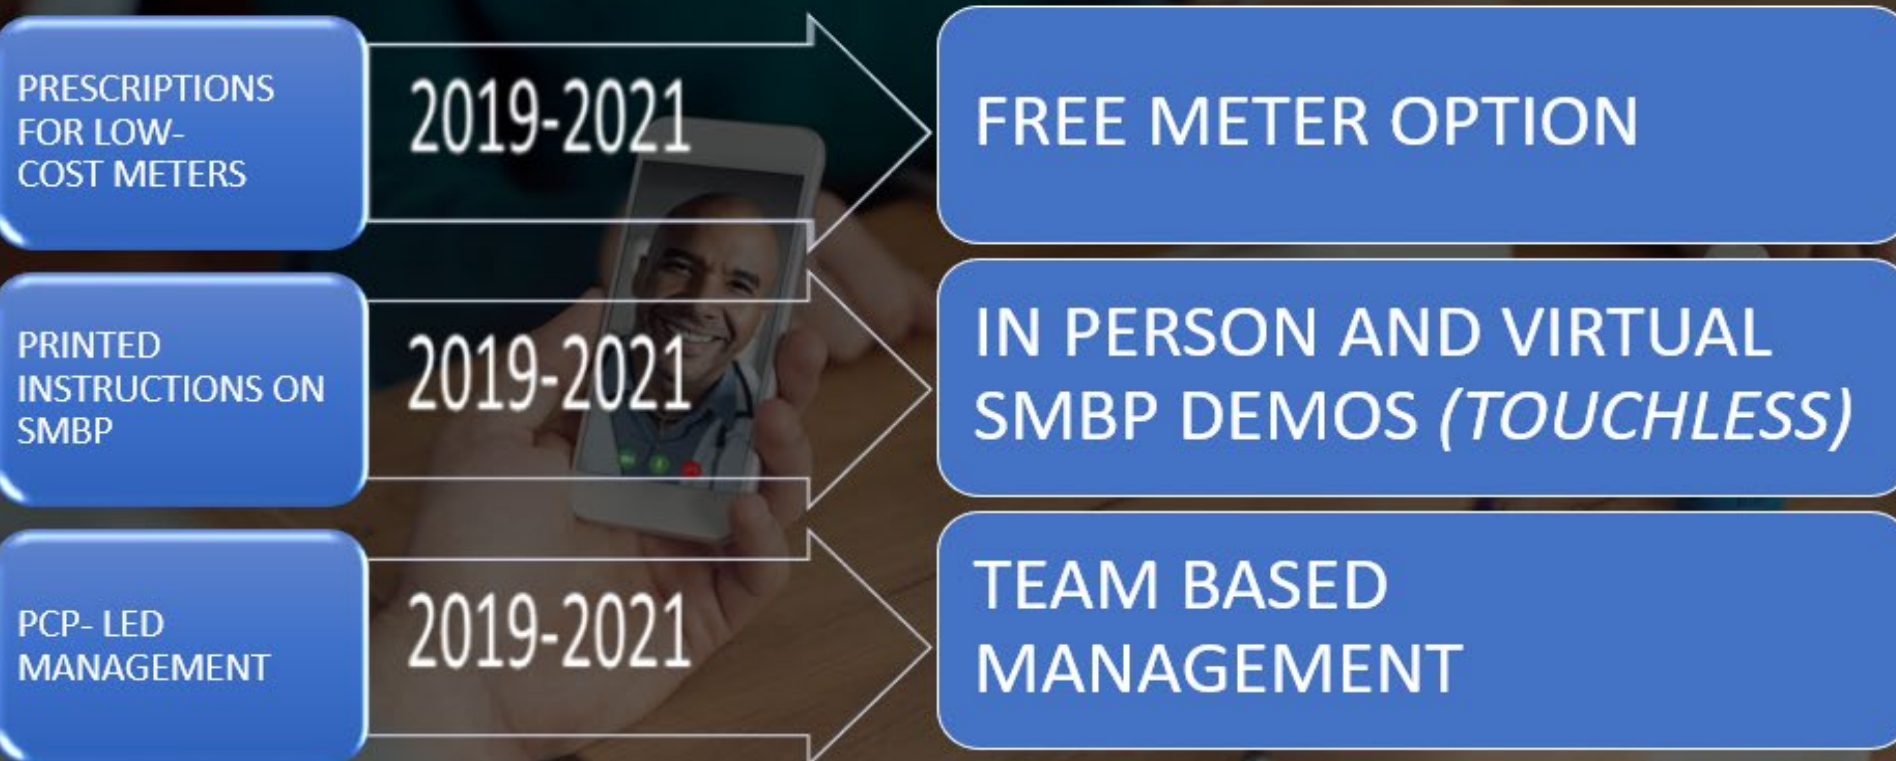 PRESCRIPTIONS
FOR LOW-
COST METERS
2019-2021
FREE METER OPTION
PRINTED
INSTRUCTIONS ON
SMBP
2019-2021
IN PERSON AND VIRTUAL
SMBP DEMOS (TOUCHLESS)
PCP- LED
MANAGEMENT
2019-2021
TEAM BASED
MANAGEMENT